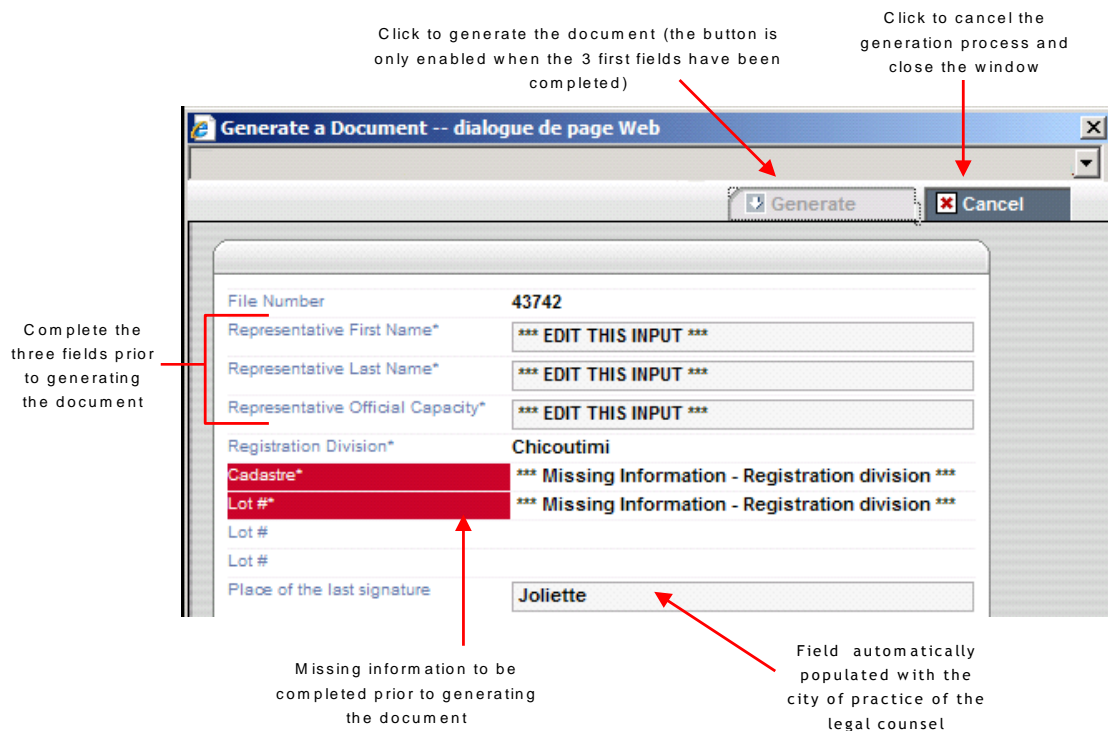 Click to generate the document (the button is
only enabled when the 3 first fields have been
completed)
Click to cancel the
generation process and
close the window
Generate a Document -- dialogue de page Web
Generate
Cancel
File Number 43742
Complete the
three fields prior
to generating
the document
Representative First Name* *** EDIT THIS INPUT ***
Representative Last Name* *** EDIT THIS INPUT ***
Representative Official Capacity* *** EDIT THIS INPUT ***
Registration Division* Chicoutimi
Cadastre* *** Missing Information - Registration division ***
Lot #* *** Missing Information - Registration division ***
Lot #
Lot #
Place of the last signature Joliette
Missing information to be
completed prior to generating
the document
Field automatically
populated with the
city of practice of the
legal counsel